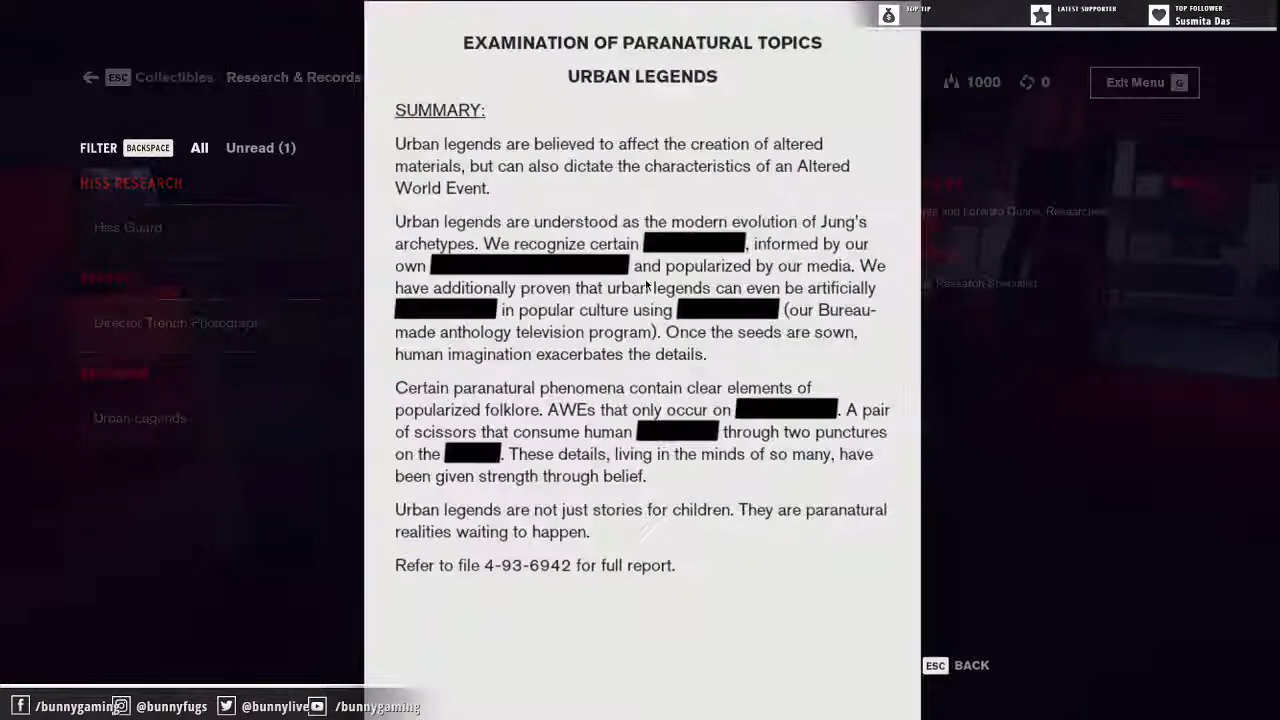 TOP TIP
LATEST SUPPORTER
TOP FOLLOWER
Susmita Das
ESC Collectibles Research & Records
1000 0
Exit Menu G
FILTER BACKSPACE All Unread (1)
HISS RESEARCH
Hiss Guard
Director Trench Photograph
Urban Legends
EXAMINATION OF PARANATURAL TOPICS
URBAN LEGENDS
SUMMARY:
Urban legends are believed to affect the creation of altered
materials, but can also dictate the characteristics of an Altered
World Event.
Urban legends are understood as the modern evolution of Jung's
archetypes. We recognize certain , informed by our
own and popularized by our media. We
have additionally proven that urban legends can even be artificially
in popular culture using (our Bureau-
made anthology television program). Once the seeds are sown,
human imagination exacerbates the details.
Certain paranatural phenomena contain clear elements of
popularized folklore. AWEs that only occur on . A pair
of scissors that consume human through two punctures
on the . These details, living in the minds of so many, have
been given strength through belief.
Urban legends are not just stories for children. They are paranatural
realities waiting to happen.
Refer to file 4-93-6942 for full report.
and Lorenzo Quinn, Researchers
Research Specialist
ESC BACK
/bunnygaming @bunnyfugs @bunnylive /bunnygaming